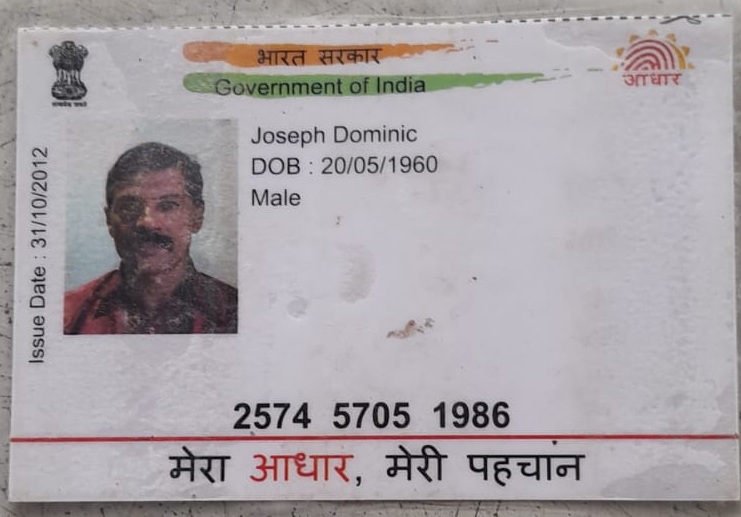 भारत सरकार
Government of India
आधार
Joseph Dominic
DOB : 20/05/1960
Male
Issue Date : 31/10/2012
2574 5705 1986
मेरा आधार, मेरी पहचान